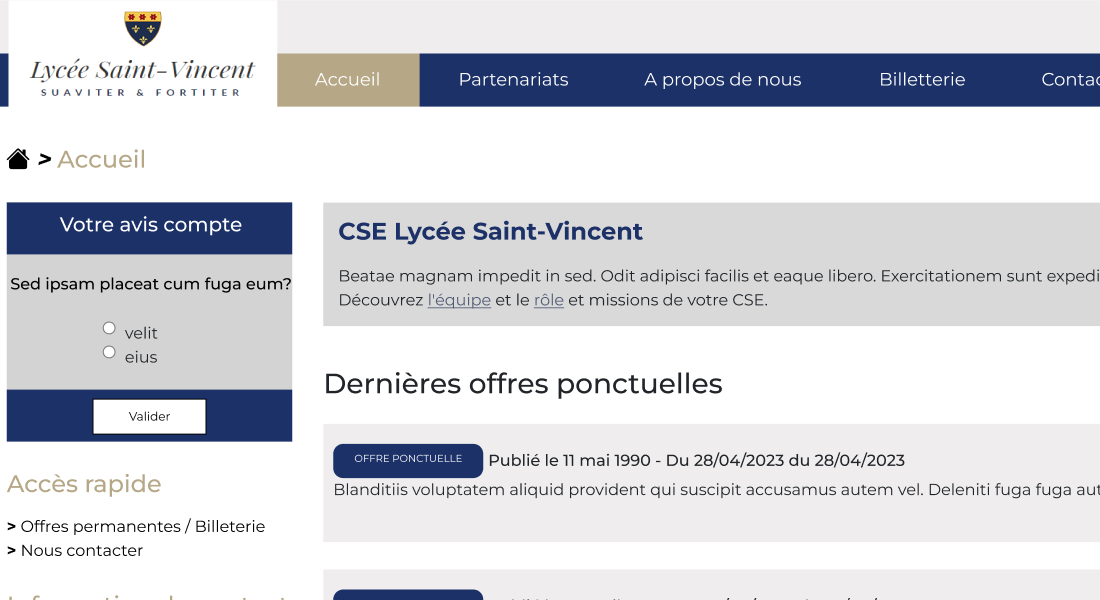 Lycée Saint-Vincent
SUAVITER & FORTITER
Accueil Partenariats A propos de nous Billetterie
> Accueil
Votre avis compte
Sed ipsam placeat cum fuga eum?
velit
eius
Valider
Accès rapide
> Offres permanentes / Billeterie
> Nous contacter
CSE Lycée Saint-Vincent
Beatae magnam impedit in sed. Odit adipisci facilis et eaque libero. Exercitationem sunt expedi
Découvrez l'équipe et le rôle et missions de votre CSE.
Dernières offres ponctuelles
OFFRE PONCTUELLE Publié le 11 mai 1990 - Du 28/04/2023 du 28/04/2023
Blanditiis voluptatem aliquid provident qui suscipit accusamus autem vel. Deleniti fuga fuga aut